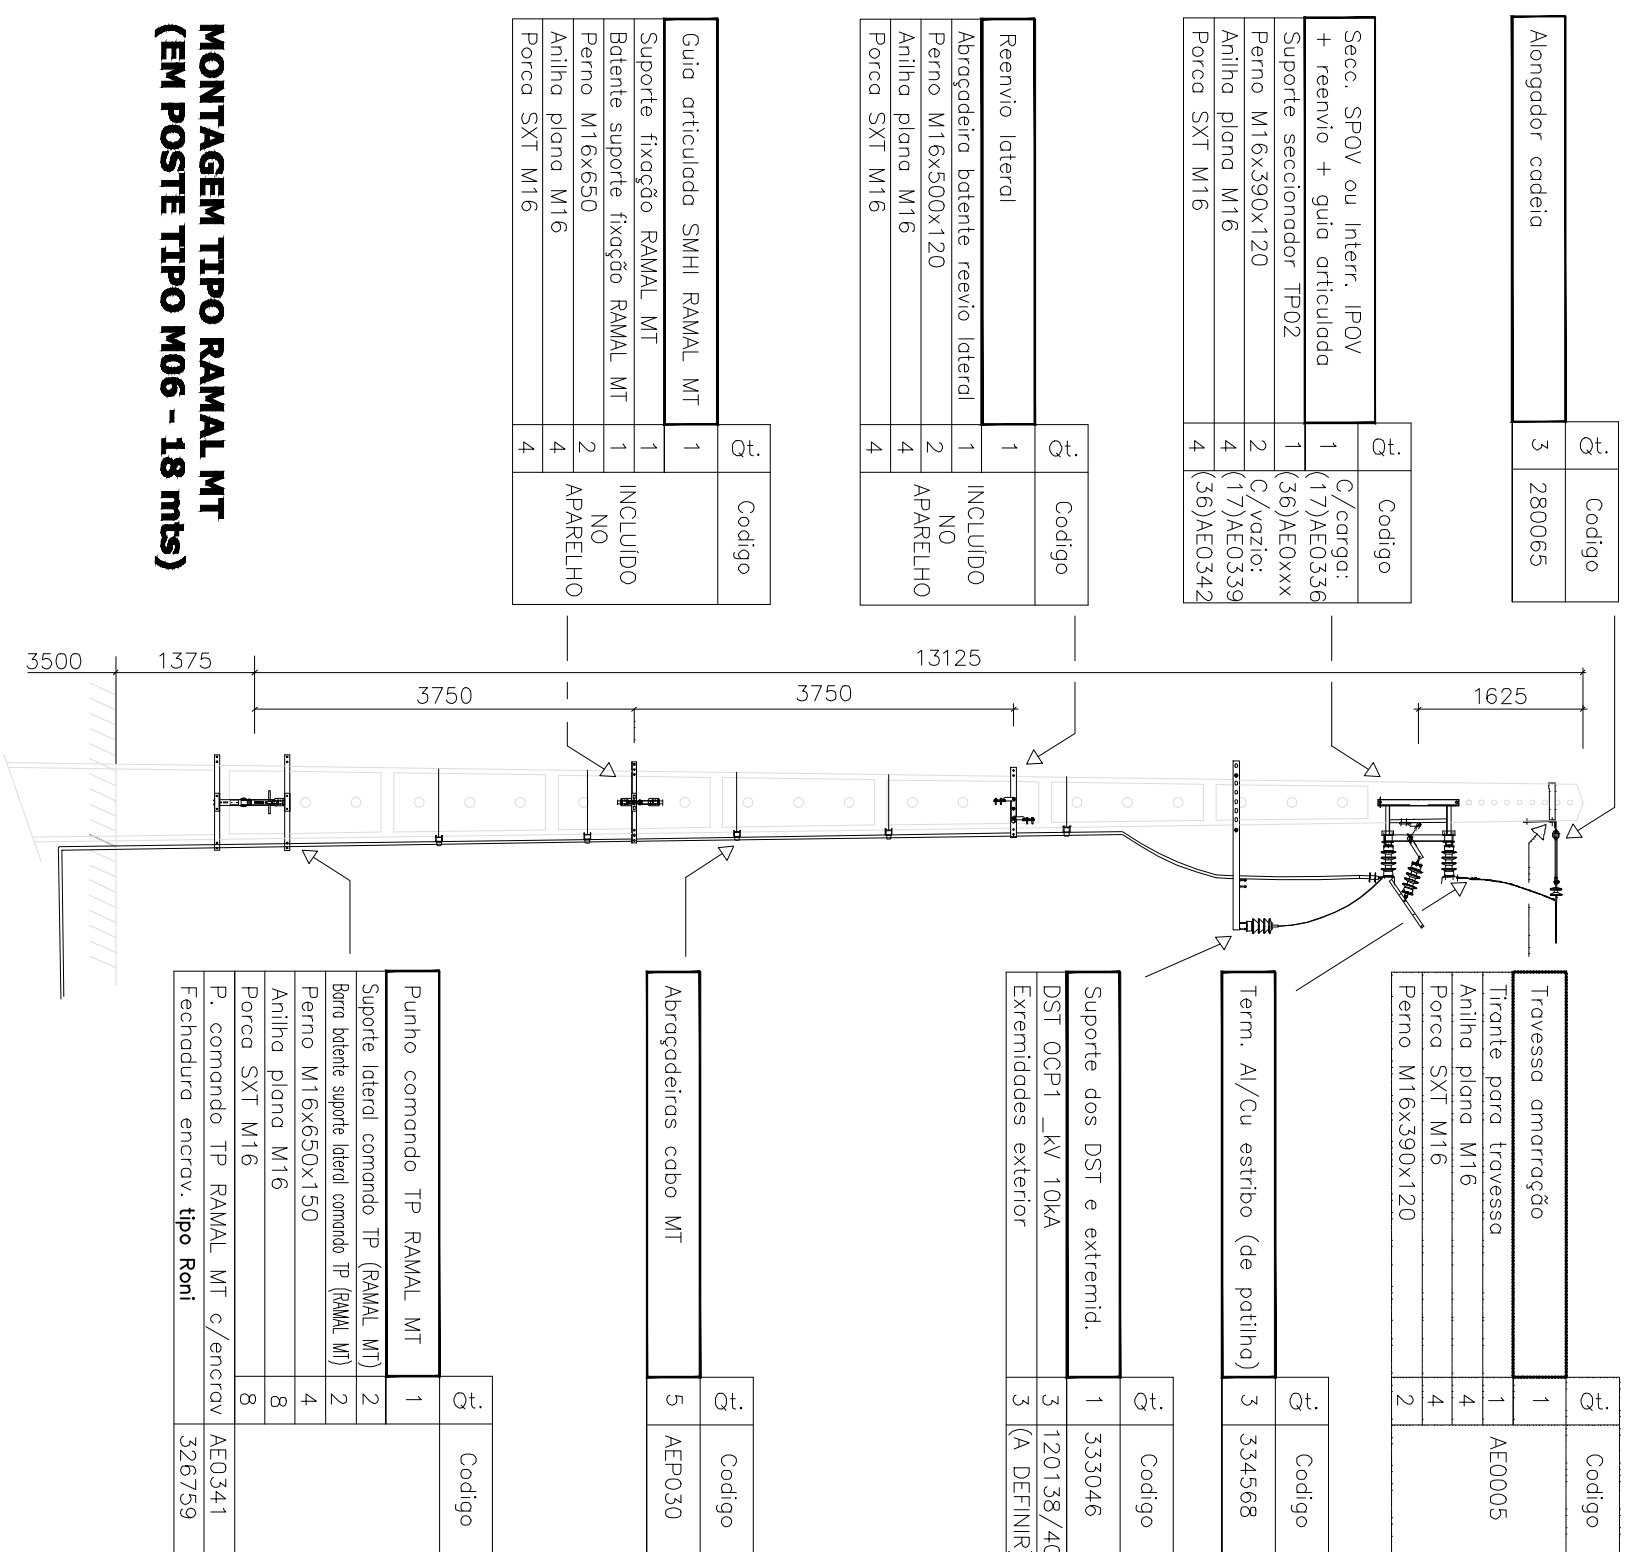 MONTAGEM TIPO RAMAL MT
(EM POSTE TIPO M06 - 18 mts)
Qt. Codigo
Alongador cadeia 3 280065
Qt. Codigo
Secc. SPOV ou Interr. IPOV
+ reenvio + guia articulada 1
Suporte seccionador TP02 1
Perno M16x390x120 2
Anilha plana M16 4
Porca SXT M16 4
C/carga:
(17)AE0336
(36)AE0xxx
C/vazio:
(17)AE0339
(36)AE0342
Qt. Codigo
Reenvio lateral 1
Abraçadeira batente reevio lateral 1
Perno M16x500x120 2
Anilha plana M16 4
Porca SXT M16 4
INCLUÍDO
NO
APARELHO
Qt. Codigo
Guia articulada SMHI RAMAL MT 1
Suporte fixação RAMAL MT 1
Batente suporte fixação RAMAL MT 1
Perno M16x650 2
Anilha plana M16 4
Porca SXT M16 4
INCLUÍDO
NO
APARELHO
3500
1375
13125
3750
3750
1625
Qt. Codigo
Travessa amarração 1
Tirante para travessa 1
Anilha plana M16 4
Porca SXT M16 4
Perno M16x390x120 2
AE0005
Qt. Codigo
Term. Al/Cu estribo (de patilha) 3 334568
Qt. Codigo
Suporte dos DST e extremid. 1 333046
DST OCP1 _kV 10kA 3 120138/40
Exremidades exterior 3 (A DEFINIR
Qt. Codigo
Abraçadeiras cabo MT 5 AEP030
Qt. Codigo
Punho comando TP RAMAL MT 1
Suporte lateral comando TP (RAMAL MT) 2
Barra batente suporte lateral comando TP (RAMAL MT) 2
Perno M16x650x150 4
Anilha plana M16 8
Porca SXT M16 8
P. comando TP RAMAL MT c/encrav AE0341
Fechadura encrav. tipo Roni 326759